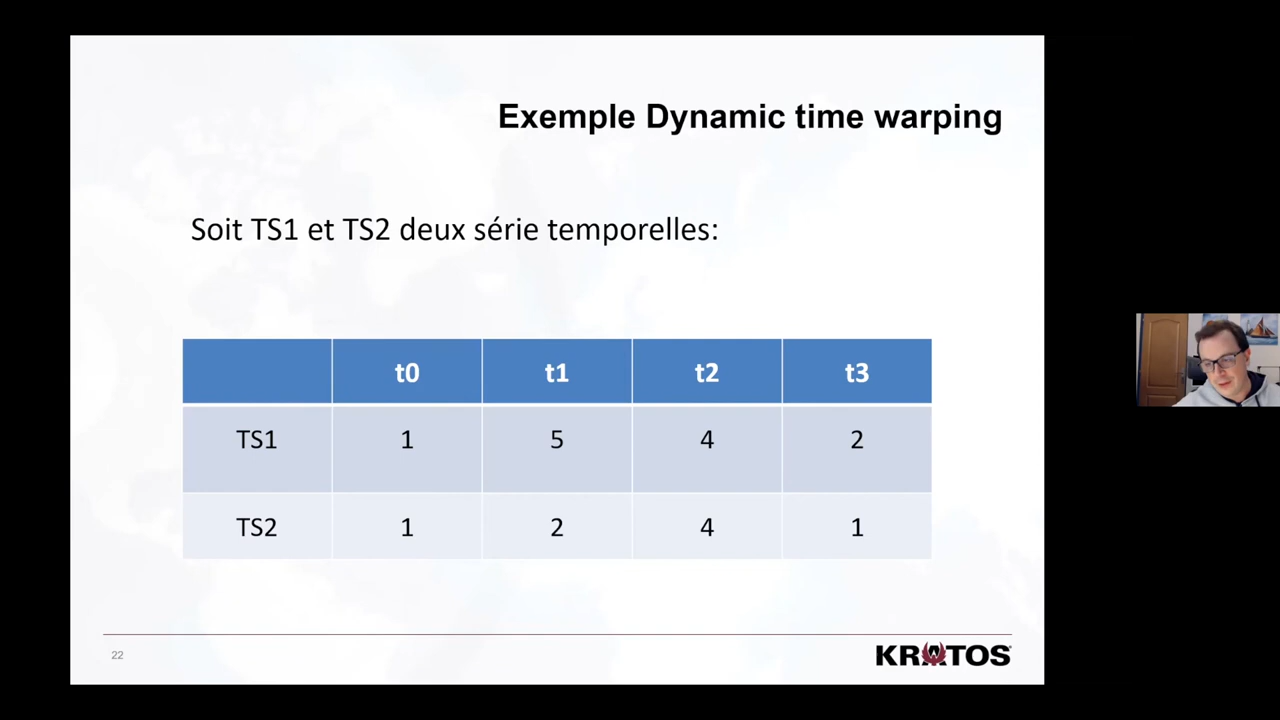 Exemple Dynamic time warping
Soit TS1 et TS2 deux série temporelles:
t0 t1 t2 t3
TS1 1 5 4 2
TS2 1 2 4 1
22
KRATOS